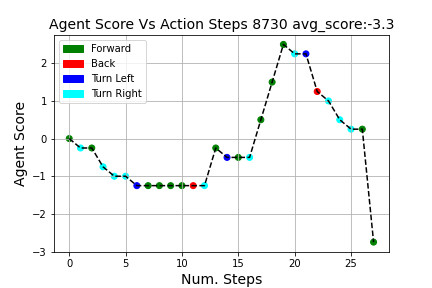 Agent Score Vs Action Steps 8730 avg_score:-3.3
Forward
Back
Turn Left
Turn Right
2
1
0
−1
−2
−3
Agent Score
0 5 10 15 20 25
Num. Steps